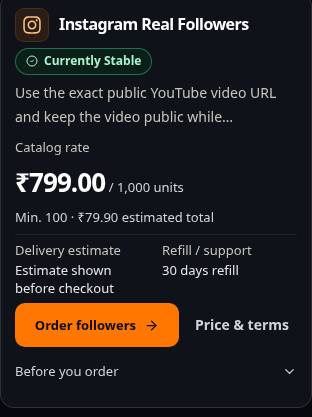 Instagram Real Followers
Currently Stable
Use the exact public YouTube video URL
and keep the video public while...
Catalog rate
₹799.00 / 1,000 units
Min. 100 · ₹79.90 estimated total
Delivery estimate
Estimate shown
before checkout
Refill / support
30 days refill
Order followers →
Price & terms
Before you order